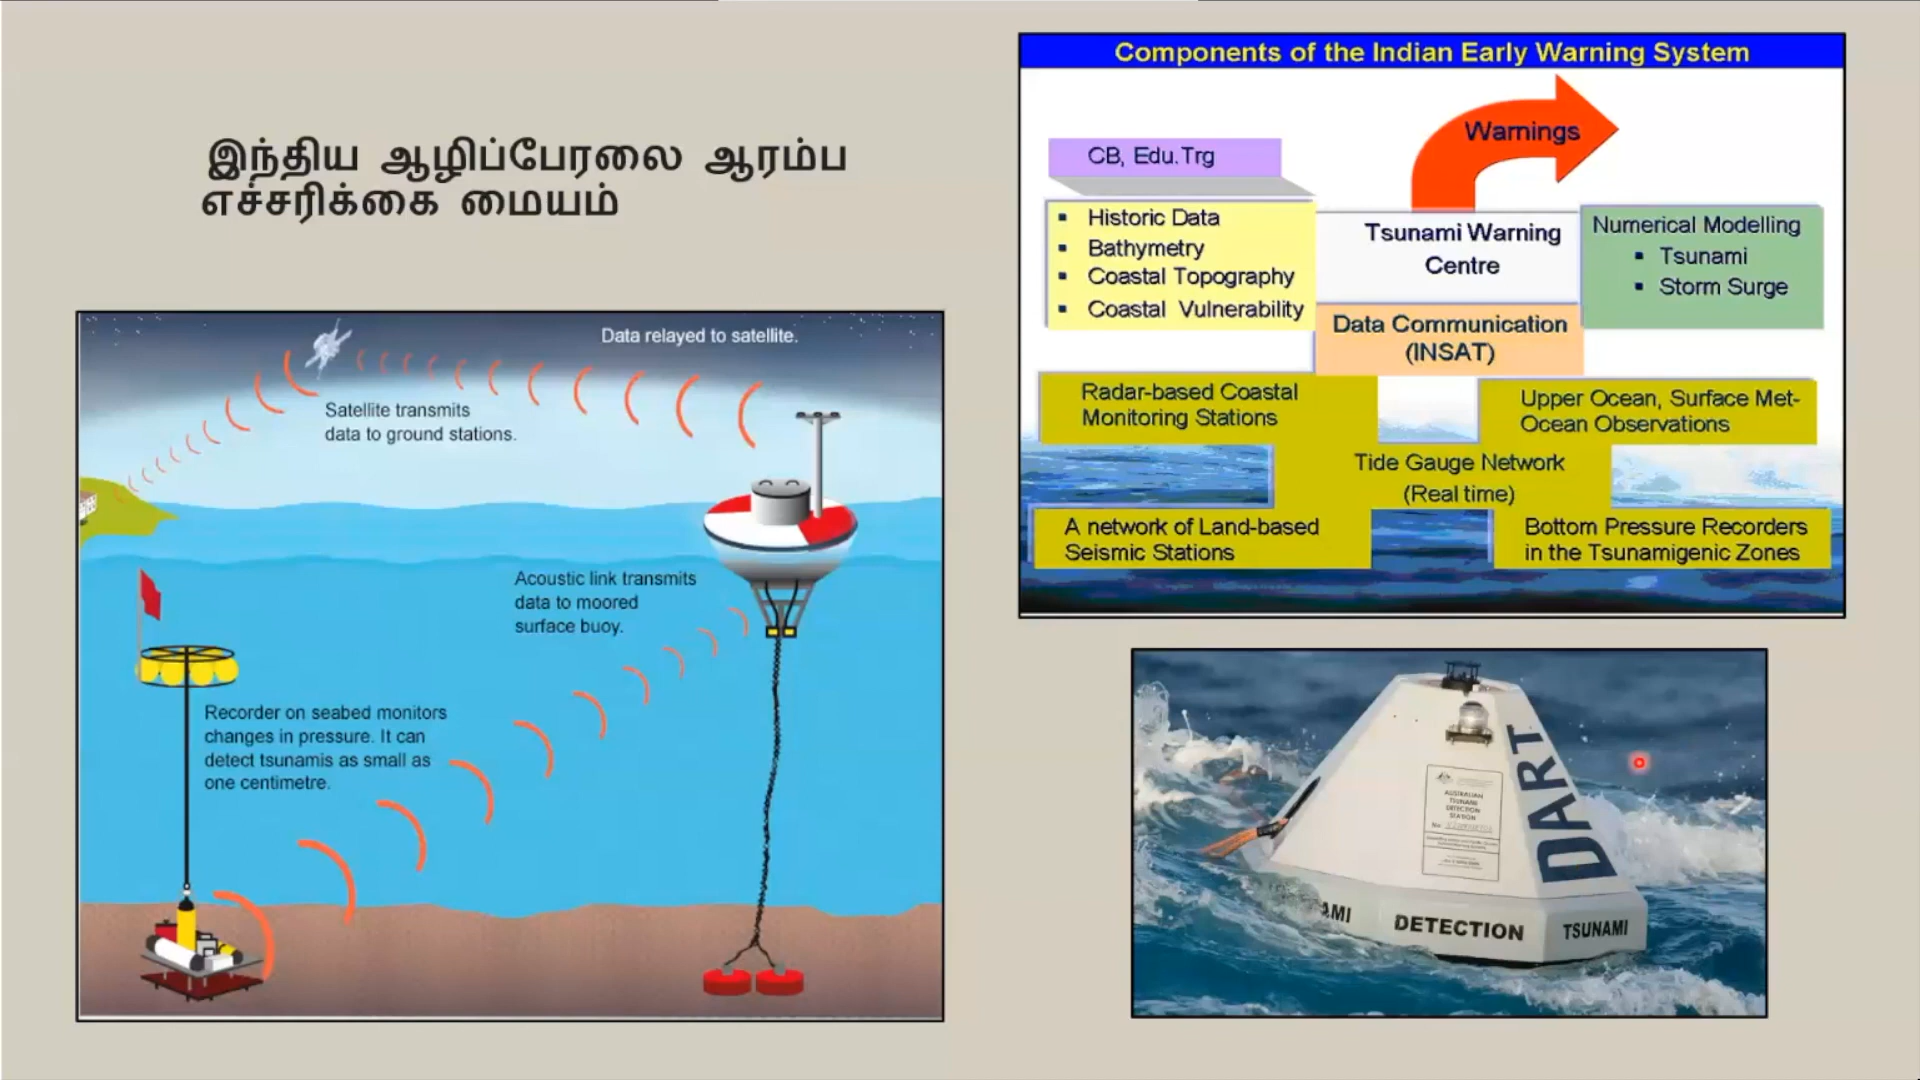 இந்திய ஆழிப்பேரலை ஆரம்ப
எச்சரிக்கை மையம்
Data relayed to satellite.
Satellite transmits
data to ground stations.
Acoustic link transmits
data to moored
surface buoy.
Recorder on seabed monitors
changes in pressure. It can
detect tsunamis as small as
one centimetre.
Components of the Indian Early Warning System
Warnings
CB, Edu.Trg
Historic Data
Bathymetry
Coastal Topography
Coastal Vulnerability
Tsunami Warning
Centre
Numerical Modelling
Tsunami
Storm Surge
Data Communication
(INSAT)
Radar-based Coastal
Monitoring Stations
Upper Ocean, Surface Met-
Ocean Observations
Tide Gauge Network
(Real time)
A network of Land-based
Seismic Stations
Bottom Pressure Recorders
in the Tsunamigenic Zones
DART
AUSTRALIAN
TSUNAMI
DETECTION
STATION
No.
AMI
DETECTION
TSUNAMI